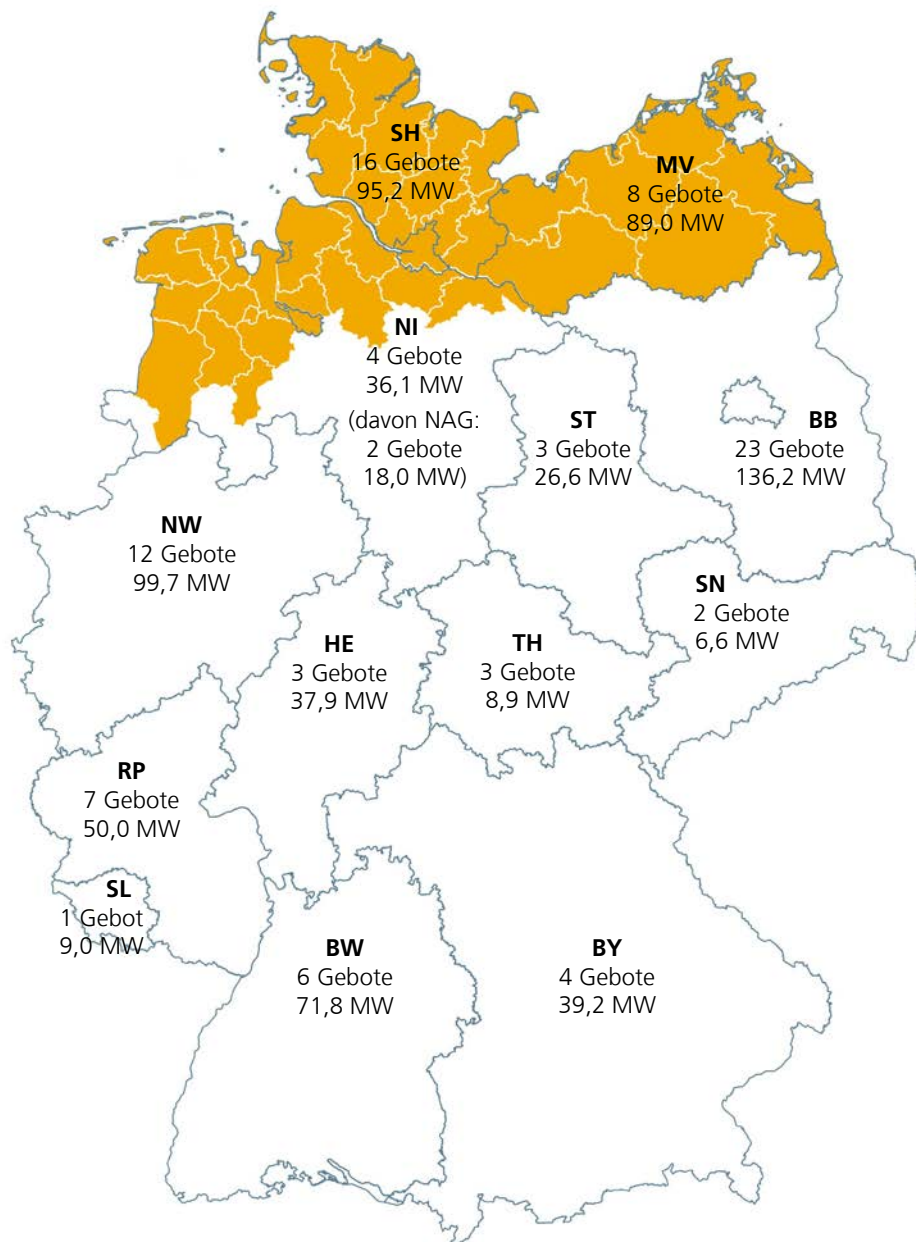 SH
16 Gebote
95,2 MW
MV
8 Gebote
89,0 MW
NI
4 Gebote
36,1 MW
(davon NAG:
2 Gebote
18,0 MW)
ST
3 Gebote
26,6 MW
BB
23 Gebote
136,2 MW
NW
12 Gebote
99,7 MW
SN
2 Gebote
6,6 MW
HE
3 Gebote
37,9 MW
TH
3 Gebote
8,9 MW
RP
7 Gebote
50,0 MW
SL
1 Gebot
9,0 MW
BW
6 Gebote
71,8 MW
BY
4 Gebote
39,2 MW